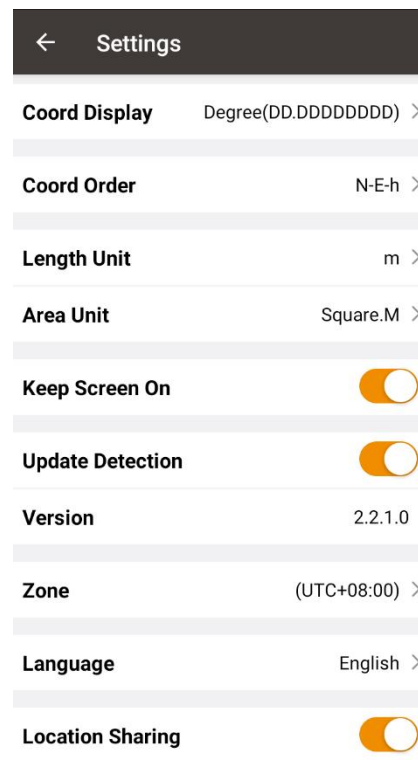 Settings
Coord Display Degree(DD.DDDDDDDD)
Coord Order N-E-h
Length Unit m
Area Unit Square.M
Keep Screen On
Update Detection
Version 2.2.1.0
Zone (UTC+08:00)
Language English
Location Sharing